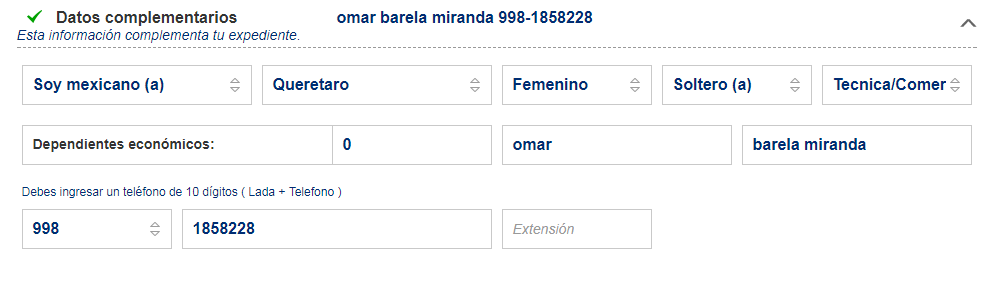 Datos complementarios omar barela miranda 998-1858228
Esta información complementa tu expediente.
Soy mexicano (a) Queretaro Femenino Soltero (a) Tecnica/Comer
Dependientes económicos: 0 omar barela miranda
Debes ingresar un teléfono de 10 dígitos ( Lada + Telefono )
998 1858228 Extensión